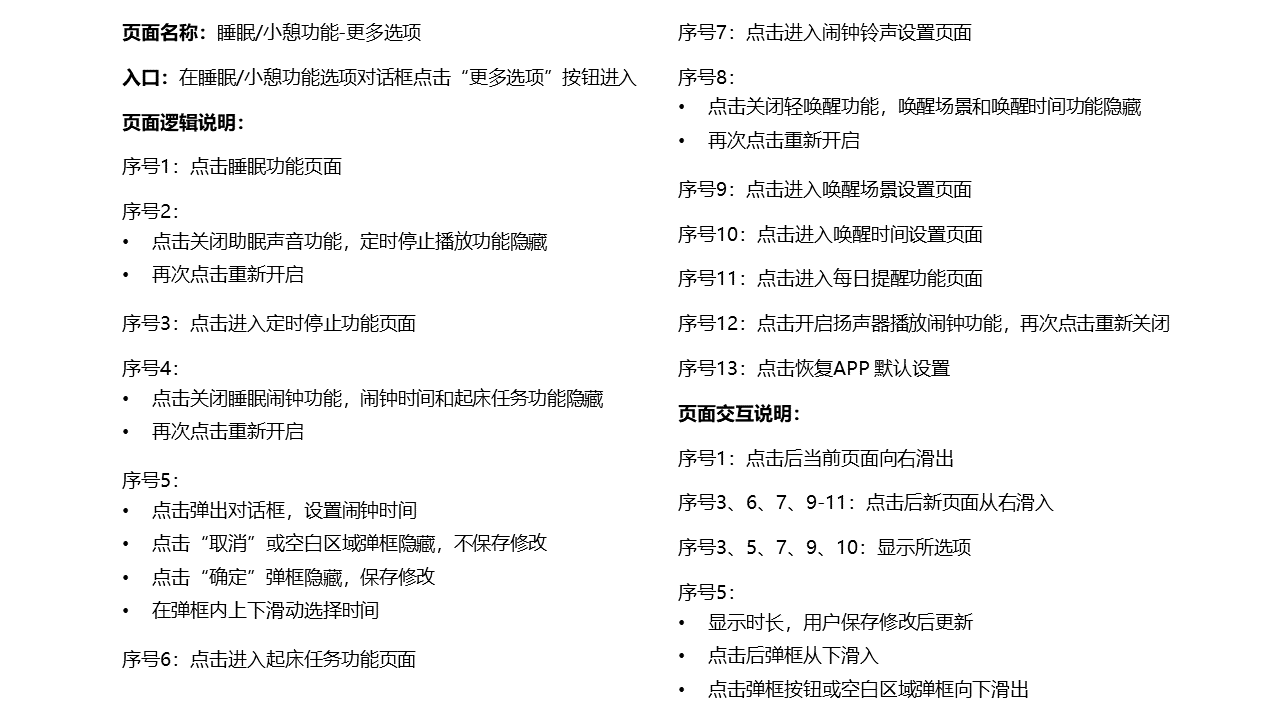 页面名称：睡眠/小憩功能-更多选项
入口：在睡眠/小憩功能选项对话框点击“更多选项”按钮进入
页面逻辑说明：
序号1：点击睡眠功能页面
序号2：
• 点击关闭助眠声音功能，定时停止播放功能隐藏
• 再次点击重新开启
序号3：点击进入定时停止功能页面
序号4：
• 点击关闭睡眠闹钟功能，闹钟时间和起床任务功能隐藏
• 再次点击重新开启
序号5：
• 点击弹出对话框，设置闹钟时间
• 点击“取消”或空白区域弹框隐藏，不保存修改
• 点击“确定”弹框隐藏，保存修改
• 在弹框内上下滑动选择时间
序号6：点击进入起床任务功能页面
序号7：点击进入闹钟铃声设置页面
序号8：
• 点击关闭轻唤醒功能，唤醒场景和唤醒时间功能隐藏
• 再次点击重新开启
序号9：点击进入唤醒场景设置页面
序号10：点击进入唤醒时间设置页面
序号11：点击进入每日提醒功能页面
序号12：点击开启扬声器播放闹钟功能，再次点击重新关闭
序号13：点击恢复APP 默认设置
页面交互说明：
序号1：点击后当前页面向右滑出
序号3、6、7、9-11：点击后新页面从右滑入
序号3、5、7、9、10：显示所选项
序号5：
• 显示时长，用户保存修改后更新
• 点击后弹框从下滑入
• 点击弹框按钮或空白区域弹框向下滑出